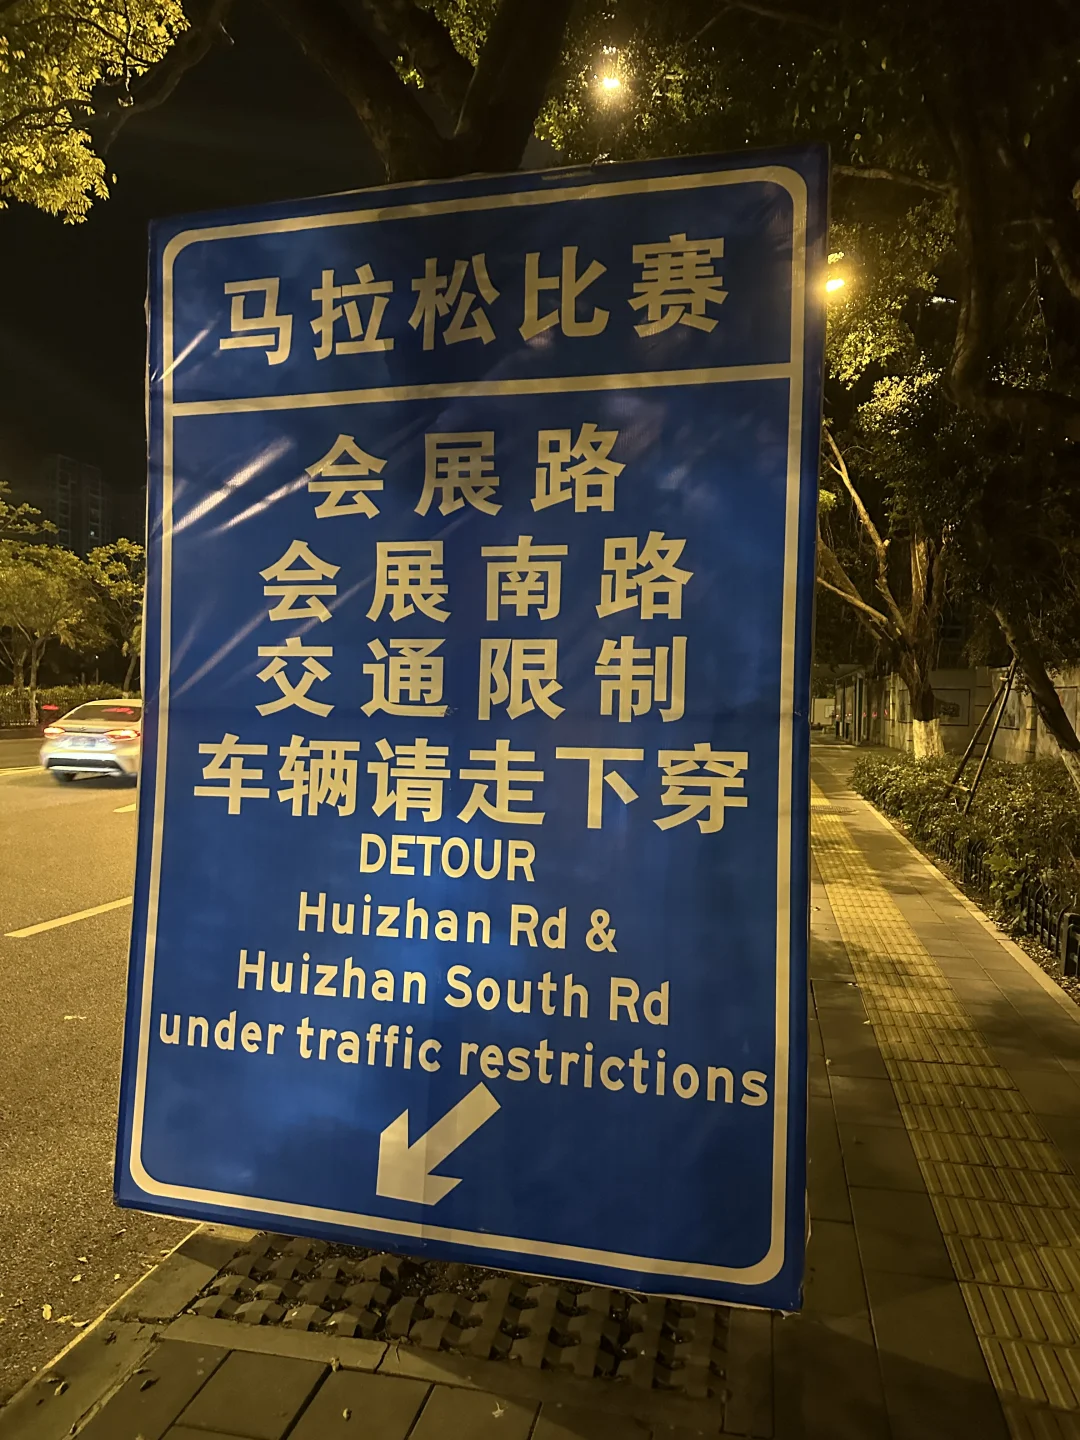 马拉松比赛
会展路
会展南路
交通限制
车辆请走下穿
DETOUR
Huizhan Rd &
Huizhan South Rd
under traffic restrictions